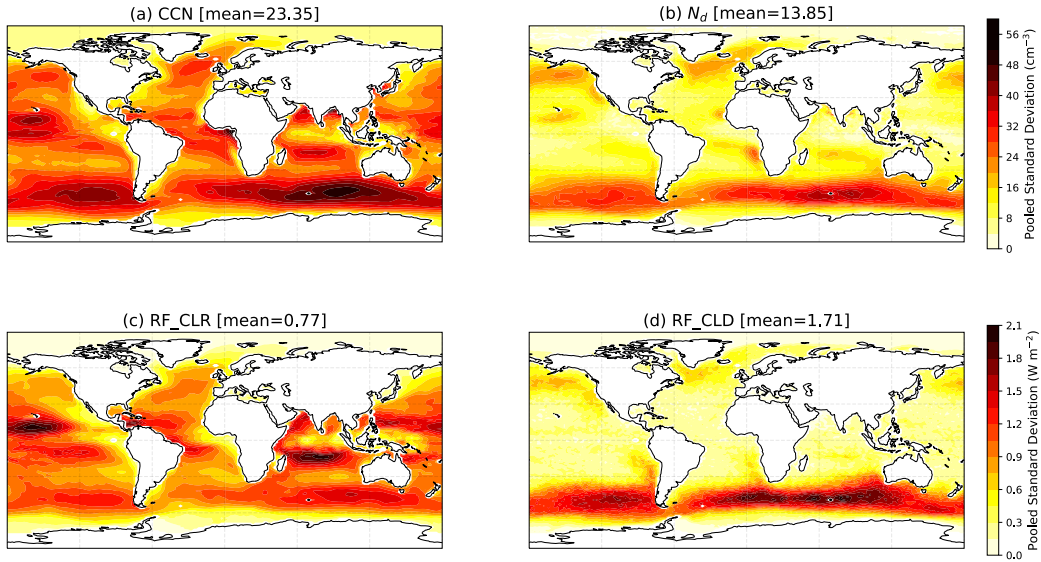 (a) CCN [mean=23.35]
(b) N_d [mean=13.85]
56
48
40
32
24
16
8
0
Pooled Standard Deviation (cm⁻³)
(c) RF_CLR [mean=0.77]
(d) RF_CLD [mean=1.71]
2.1
1.8
1.5
1.2
0.9
0.6
0.3
0.0
Pooled Standard Deviation (W m⁻²)